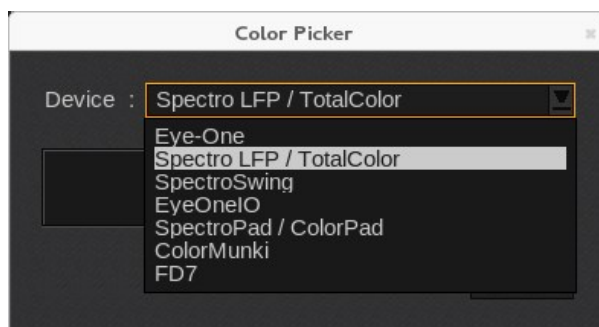 Color Picker
Device : Spectro LFP / TotalColor
Eye-One
Spectro LFP / TotalColor
SpectroSwing
EyeOneIO
SpectroPad / ColorPad
ColorMunki
FD7